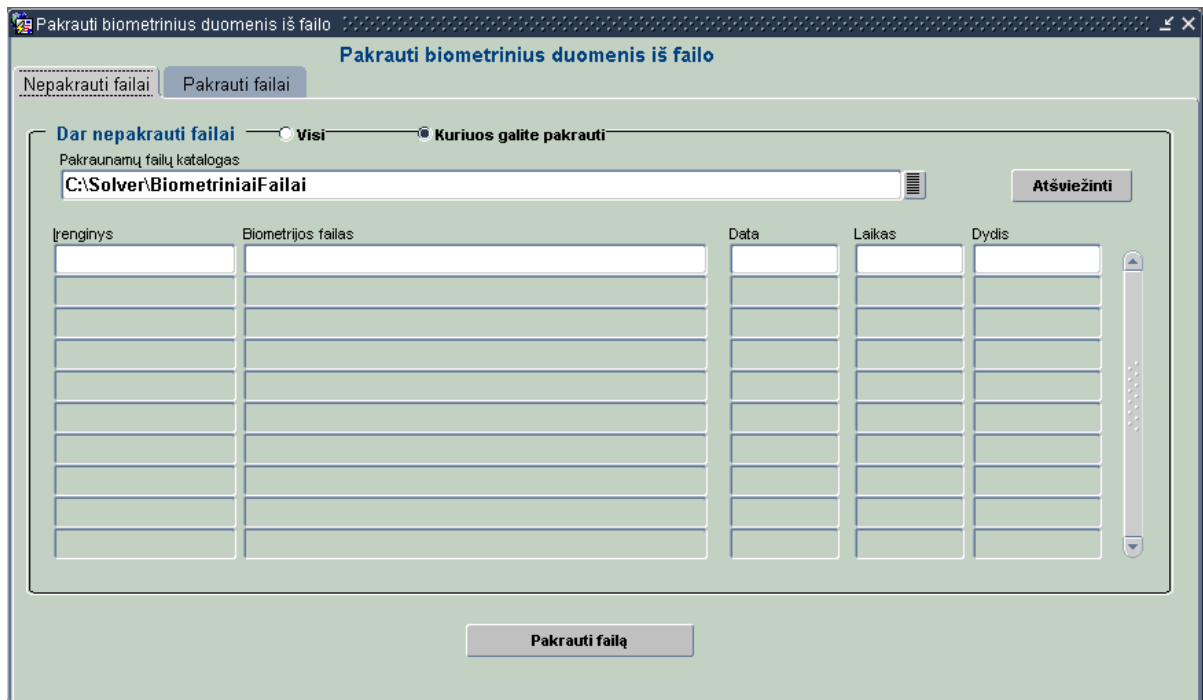 Pakrauti biometrinius duomenis iš failo
Pakrauti biometrinius duomenis iš failo
Nepakrauti failai Pakrauti failai
Dar nepakrauti failai Visi Kuriuos galite pakrauti
Pakraunamų failų katalogas
C:\Solver\BiometriniaiFailai Atšviežinti
Įrenginys Biometrijos failas Data Laikas Dydis
Pakrauti failą